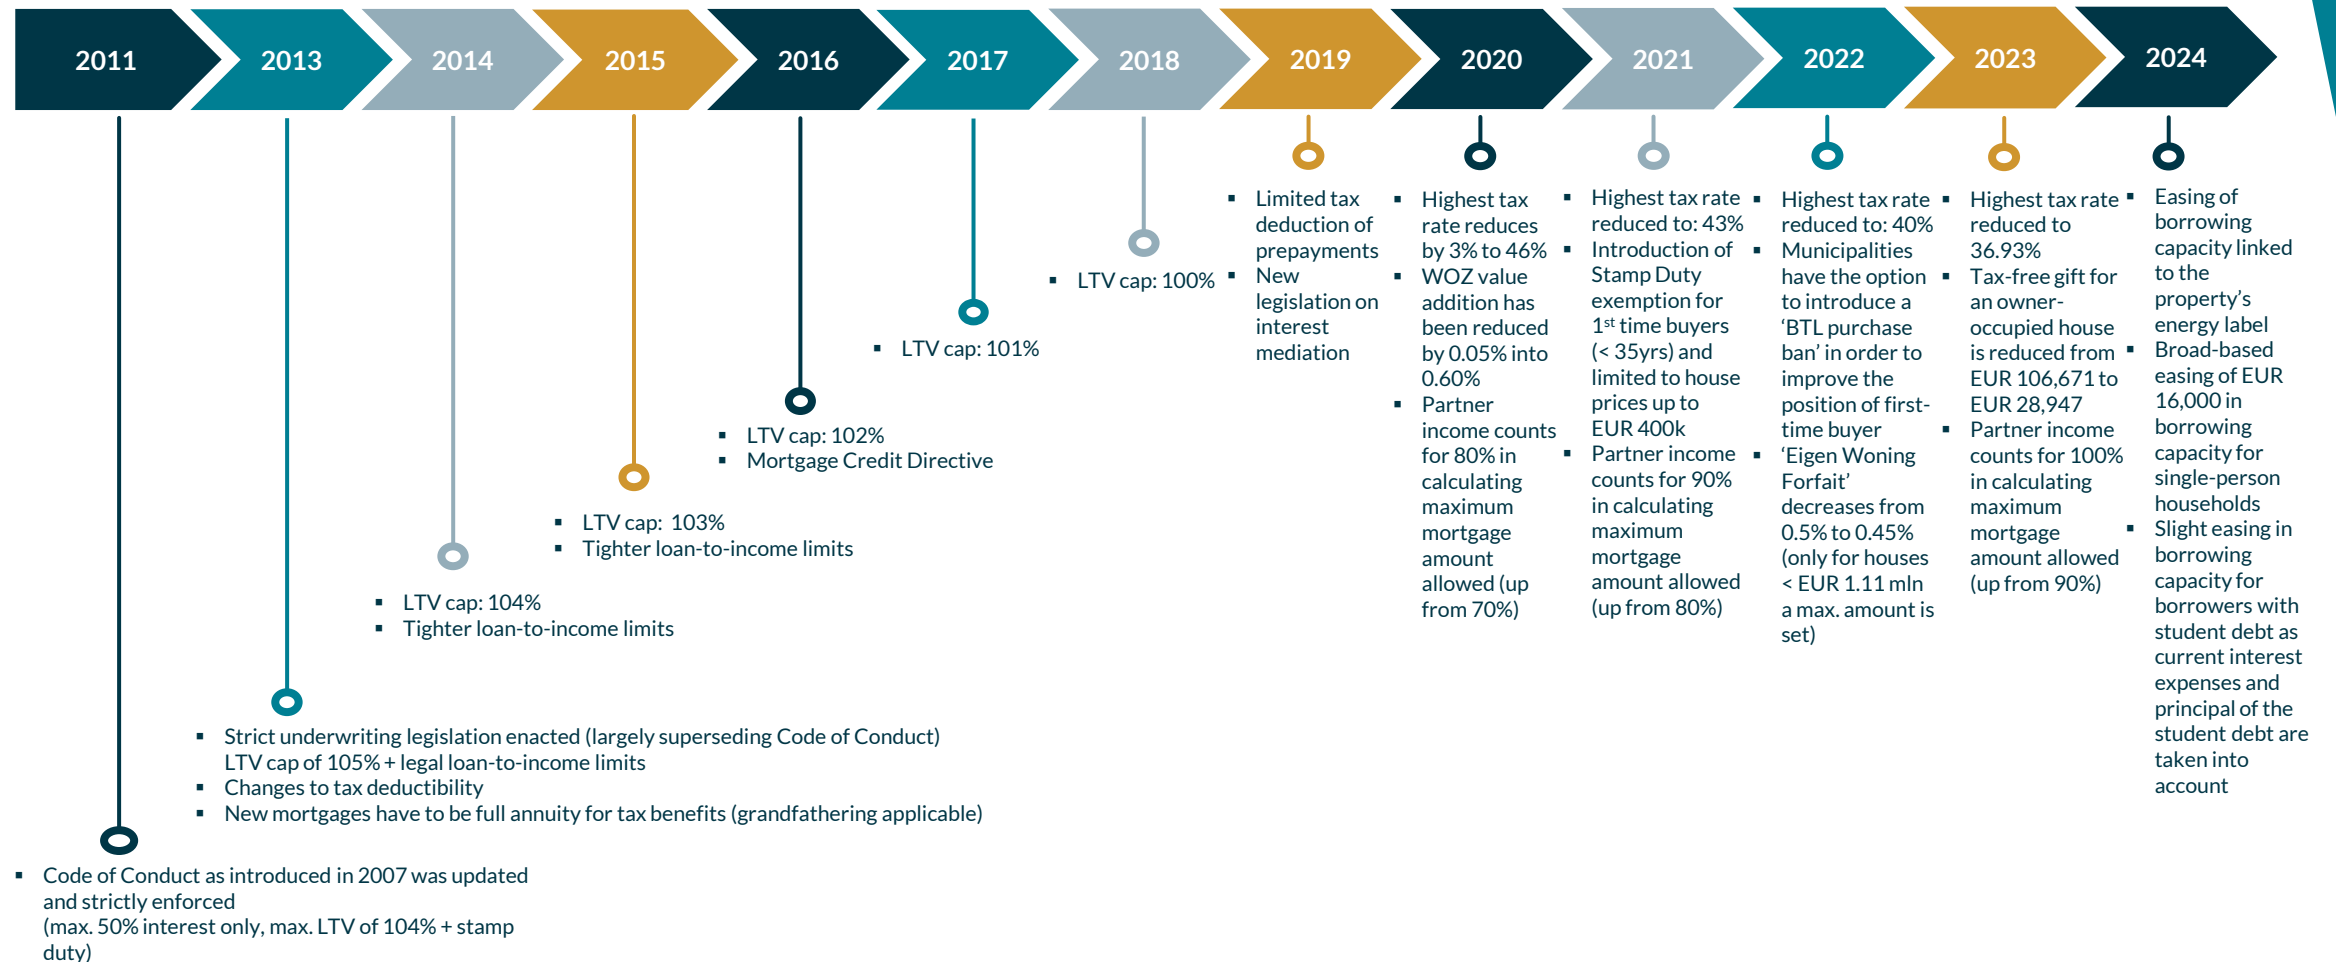 2011
2013
2014
2015
2016
2017
2018
2019
2020
2021
2022
2023
2024
▪ Code of Conduct as introduced in 2007 was updated
and strictly enforced
(max. 50% interest only, max. LTV of 104% + stamp
duty)
▪ Strict underwriting legislation enacted (largely superseding Code of Conduct)
LTV cap of 105% + legal loan-to-income limits
▪ Changes to tax deductibility
▪ New mortgages have to be full annuity for tax benefits (grandfathering applicable)
▪ LTV cap: 104%
▪ Tighter loan-to-income limits
▪ LTV cap: 103%
▪ Tighter loan-to-income limits
▪ LTV cap: 102%
▪ Mortgage Credit Directive
▪ LTV cap: 101%
▪ LTV cap: 100%
▪ Limited tax
deduction of
prepayments
▪ New
legislation on
interest
mediation
▪ Highest tax
rate reduces
by 3% to 46%
▪ WOZ value
addition has
been reduced
by 0.05% into
0.60%
▪ Partner
income counts
for 80% in
calculating
maximum
mortgage
amount
allowed (up
from 70%)
▪ Highest tax rate
reduced to: 43%
▪ Introduction of
Stamp Duty
exemption for
1st time buyers
(< 35yrs) and
limited to house
prices up to
EUR 400k
▪ Partner income
counts for 90%
in calculating
maximum
mortgage
amount allowed
(up from 80%)
▪ Highest tax rate
reduced to: 40%
▪ Municipalities
have the option
to introduce a
‘BTL purchase
ban’ in order to
improve the
position of first-
time buyer
▪ ‘Eigen Woning
Forfait’
decreases from
0.5% to 0.45%
(only for houses
< EUR 1.11 mln
a max. amount is
set)
▪ Highest tax rate
reduced to
36.93%
▪ Tax-free gift for
an owner-
occupied house
is reduced from
EUR 106,671 to
EUR 28,947
▪ Partner income
counts for 100%
in calculating
maximum
mortgage
amount allowed
(up from 90%)
▪ Easing of
borrowing
capacity linked
to the
property’s
energy label
▪ Broad-based
easing of EUR
16,000 in
borrowing
capacity for
single-person
households
▪ Slight easing in
borrowing
capacity for
borrowers with
student debt as
current interest
expenses and
principal of the
student debt are
taken into
account